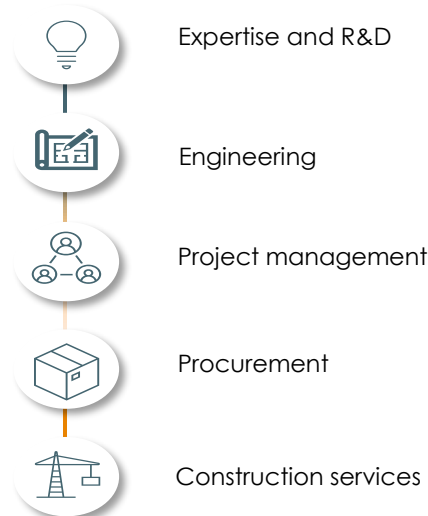 Expertise and R&D
Engineering
Project management
Procurement
Construction services